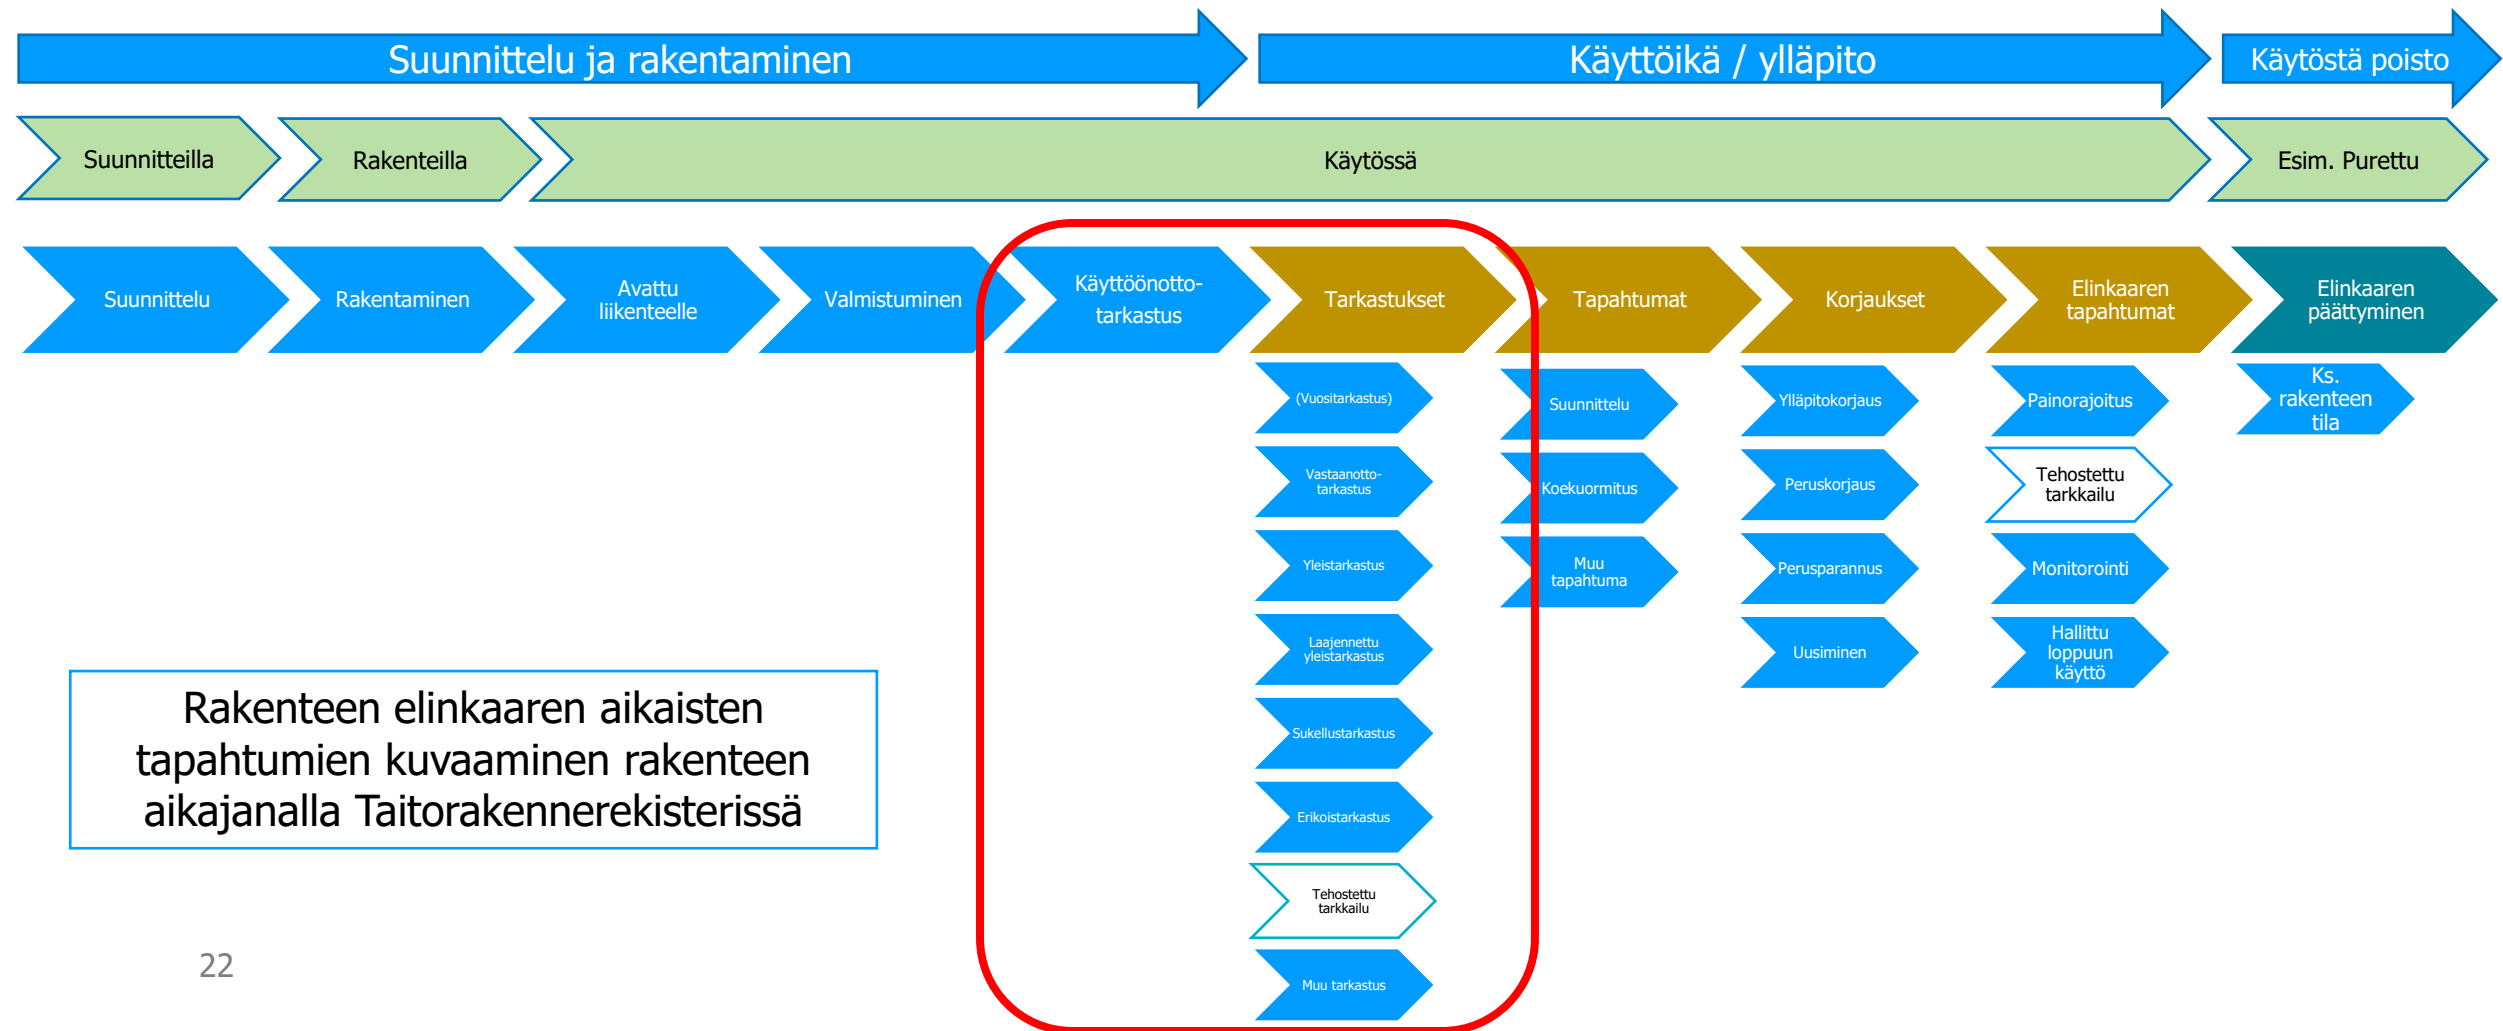 Suunnittelu ja rakentaminen
Käyttöikä / ylläpito
Käytöstä poisto
Suunnitteilla
Rakenteilla
Käytössä
Esim. Purettu
Suunnittelu
Rakentaminen
Avattu
liikenteelle
Valmistuminen
Käyttöönotto-
tarkastus
Tarkastukset
Tapahtumat
Korjaukset
Elinkaaren
tapahtumat
Elinkaaren
päättyminen
(Vuositarkastus)
Vastaanotto-
tarkastus
Yleistarkastus
Laajennettu
yleistarkastus
Sukellustarkastus
Erikoistarkastus
Tehostettu
tarkkailu
Muu tarkastus
Suunnittelu
Koekuormitus
Muu
tapahtuma
Ylläpitokorjaus
Peruskorjaus
Perusparannus
Uusiminen
Painorajoitus
Tehostettu
tarkkailu
Monitorointi
Hallittu
loppuun
käyttö
Ks.
rakenteen
tila
Rakenteen elinkaaren aikaisten
tapahtumien kuvaaminen rakenteen
aikajanalla Taitorakennerekisterissä
22